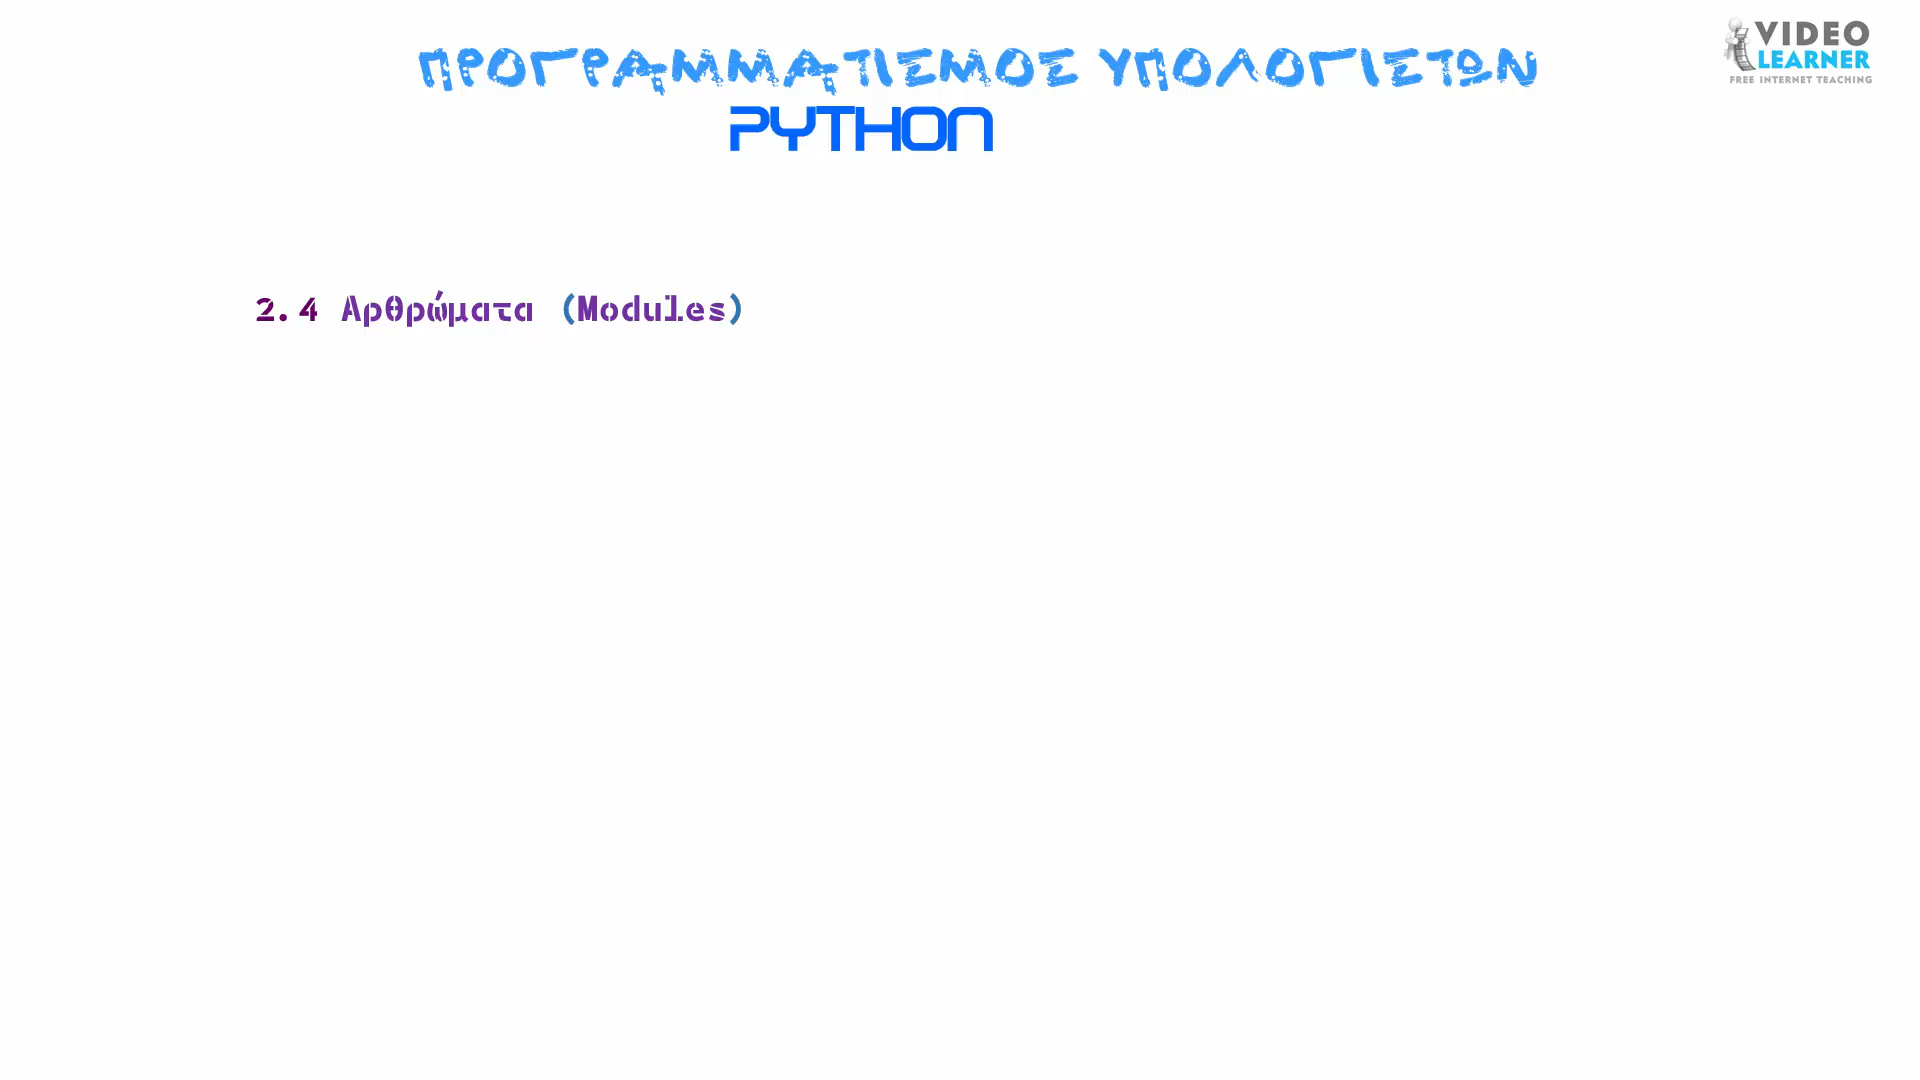 ΠΡΟΓΡΑΜΜΑΤΙΣΜΟΣ ΥΠΟΛΟΓΙΣΤΩΝ
PYTHON
VIDEO
LEARNER
FREE INTERNET TEACHING
2.4 Αρθρώματα (Modules)